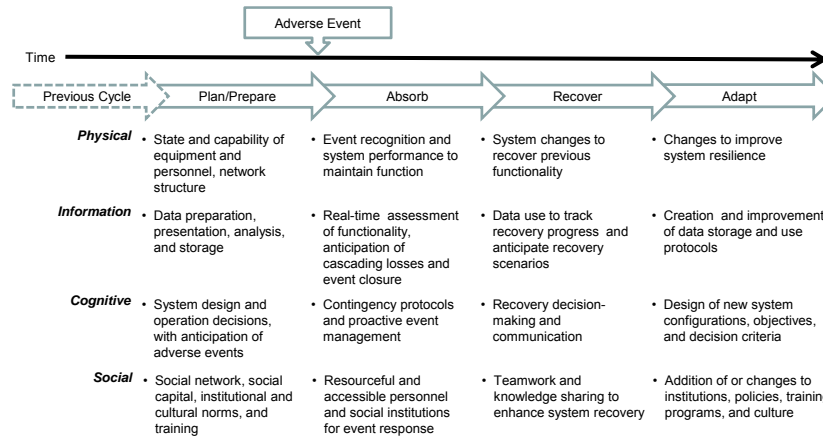 Adverse Event
Time
Previous Cycle
Plan/Prepare
Absorb
Recover
Adapt
Physical
• State and capability of
equipment and
personnel, network
structure
• Event recognition and
system performance to
maintain function
• System changes to
recover previous
functionality
• Changes to improve
system resilience
Information
• Data preparation,
presentation, analysis,
and storage
• Real-time assessment
of functionality,
anticipation of
cascading losses and
event closure
• Data use to track
recovery progress and
anticipate recovery
scenarios
• Creation and improvement
of data storage and use
protocols
Cognitive
• System design and
operation decisions,
with anticipation of
adverse events
• Contingency protocols
and proactive event
management
• Recovery decision-
making and
communication
• Design of new system
configurations, objectives,
and decision criteria
Social
• Social network, social
capital, institutional and
cultural norms, and
training
• Resourceful and
accessible personnel
and social institutions
for event response
• Teamwork and
knowledge sharing to
enhance system recovery
• Addition of or changes to
institutions, policies, training
programs, and culture